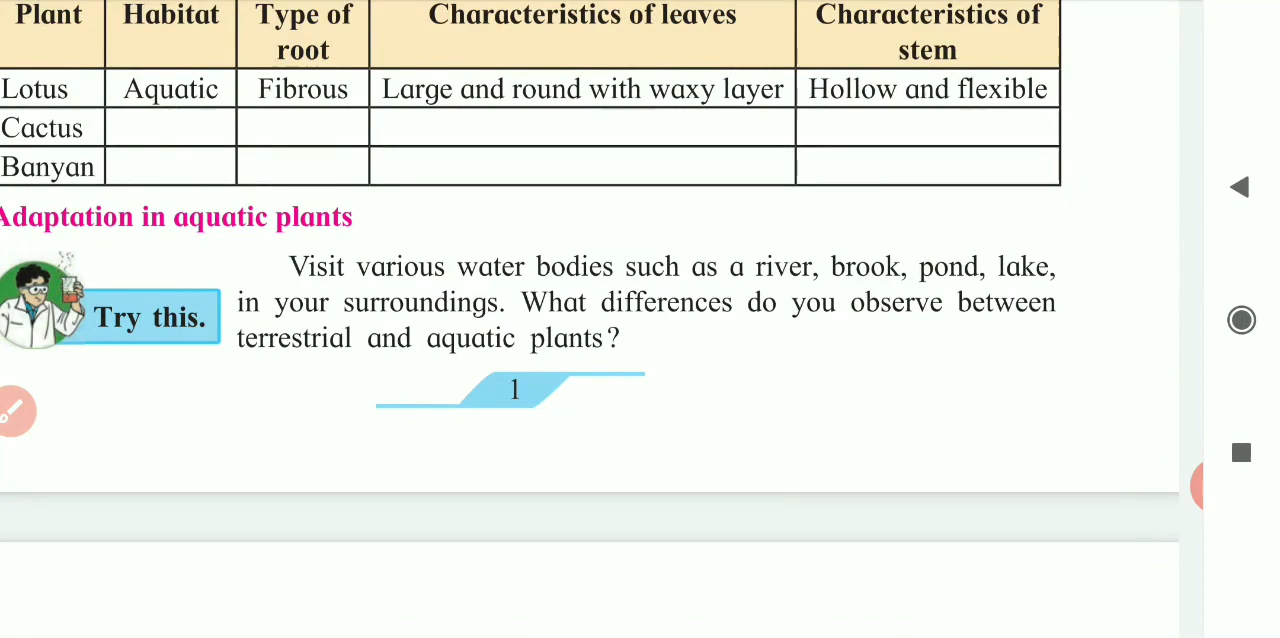 Plant Habitat Type of root Characteristics of leaves Characteristics of stem
Lotus Aquatic Fibrous Large and round with waxy layer Hollow and flexible
Cactus
Banyan
Adaptation in aquatic plants
Try this.
Visit various water bodies such as a river, brook, pond, lake,
in your surroundings. What differences do you observe between
terrestrial and aquatic plants?
1